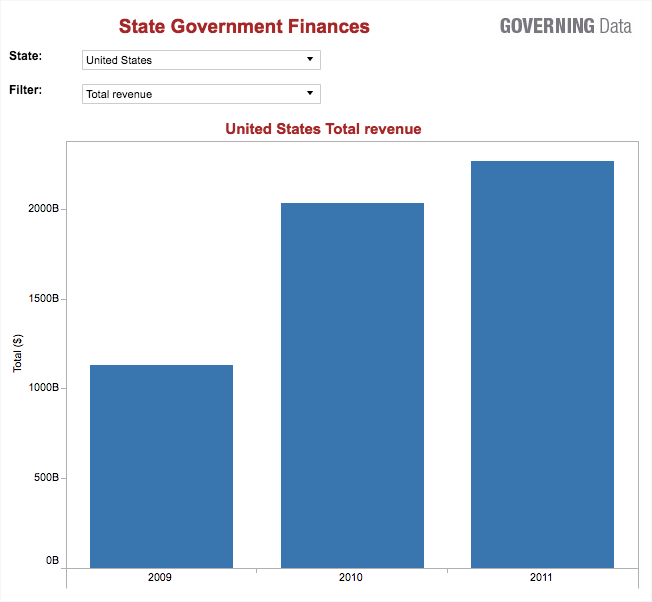 State Government Finances
GOVERNING Data
State:
United States
Filter:
Total revenue
United States Total revenue
2000B
1500B
1000B
500B
0B
Total ($)
2009
2010
2011